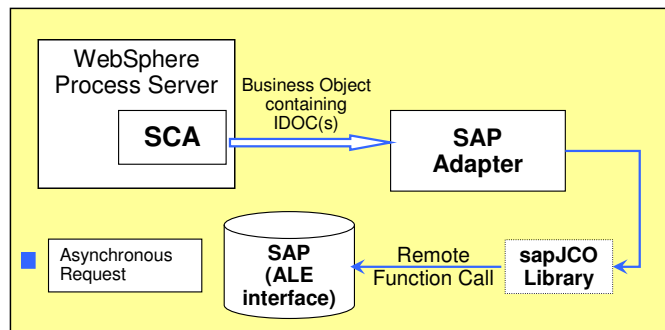 WebSphere
Process Server
SCA
Business Object
containing
IDOC(s)
SAP
Adapter
Asynchronous
Request
SAP
(ALE
interface)
Remote
Function Call
sapJCO
Library